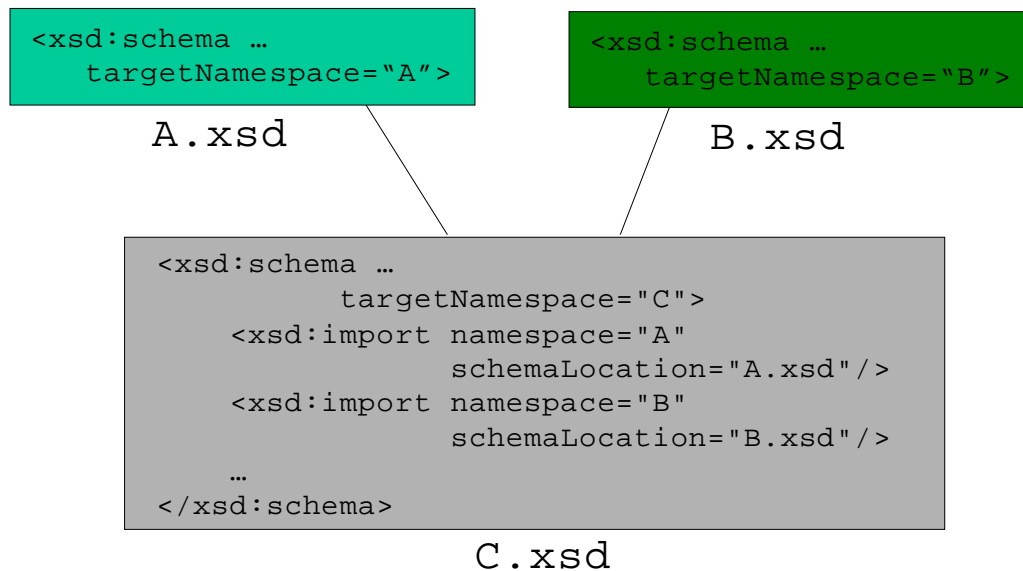 <xsd:schema …
targetNamespace=“A”>
A.xsd
<xsd:schema …
targetNamespace=“B”>
B.xsd
<xsd:schema …
targetNamespace="C">
<xsd:import namespace="A"
schemaLocation="A.xsd"/>
<xsd:import namespace="B"
schemaLocation="B.xsd"/>
…
</xsd:schema>
C.xsd